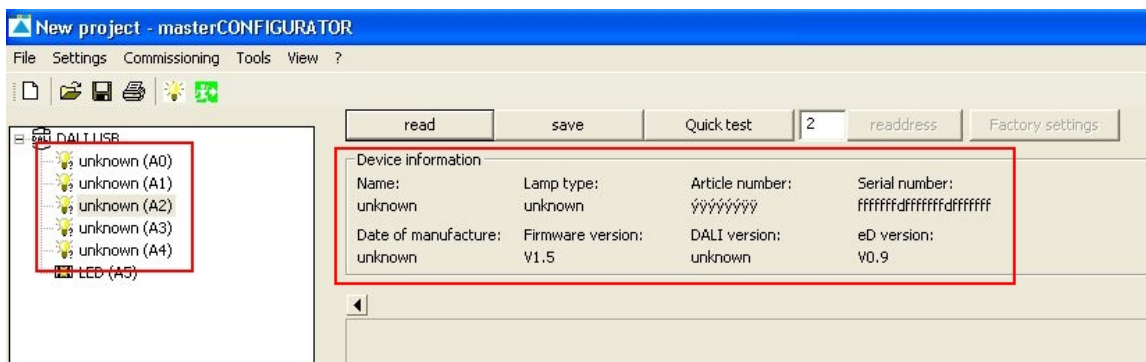 New project - masterCONFIGURATOR
File Settings Commissioning Tools View ?
read save Quick test 2 readdress Factory settings
DALI USB
unknown (A0)
unknown (A1)
unknown (A2)
unknown (A3)
unknown (A4)
LED (A5)
Device information
Name: Lamp type: Article number: Serial number:
unknown unknown ÿÿÿÿÿÿÿÿ fffffffdfffffffdfffffff
Date of manufacture: Firmware version: DALI version: eD version:
unknown V1.5 unknown V0.9